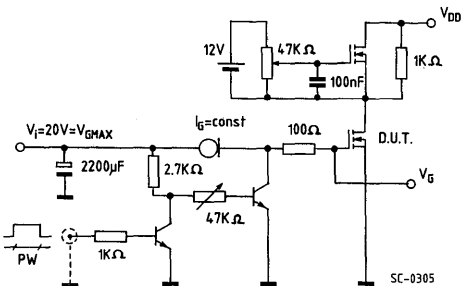 VDD
12V
47KΩ
1KΩ
100nF
Vi=20V=VGMAX
IG=const
100Ω
D.U.T.
2200μF
2.7KΩ
VG
47KΩ
PW
1KΩ
SC-0305